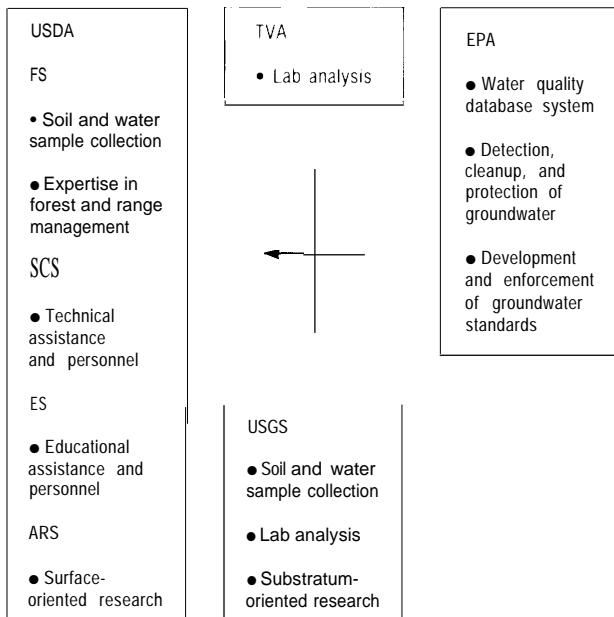 USDA
FS
• Soil and water
sample collection
● Expertise in
forest and range
management
SCS
● Technical
assistance
and personnel
ES
● Educational
assistance and
personnel
ARS
● Surface-
oriented research
TVA
• Lab analysis
EPA
● Water quality
database system
● Detection,
cleanup, and
protection of
groundwater
● Development
and enforcement
of groundwater
standards
USGS
● Soil and water
sample collection
● Lab analysis
● Substratum-
oriented research